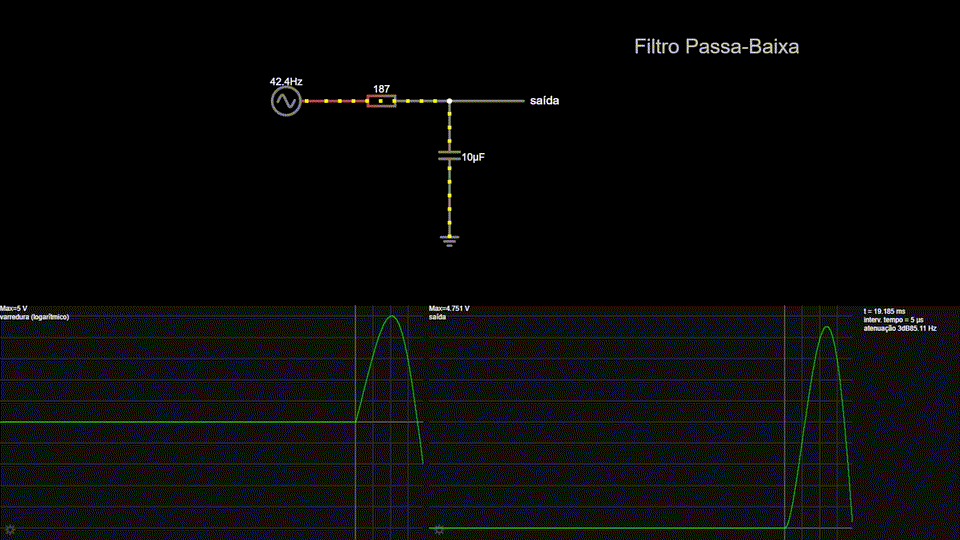 Filtro Passa-Baixa
42.4Hz
187
saída
10µF
Max=5 V
varredura (logarítmico)
Max=4.751 V
saída
t = 19.185 ms
interv. tempo = 5 µs
atenuação 3dB85.11 Hz